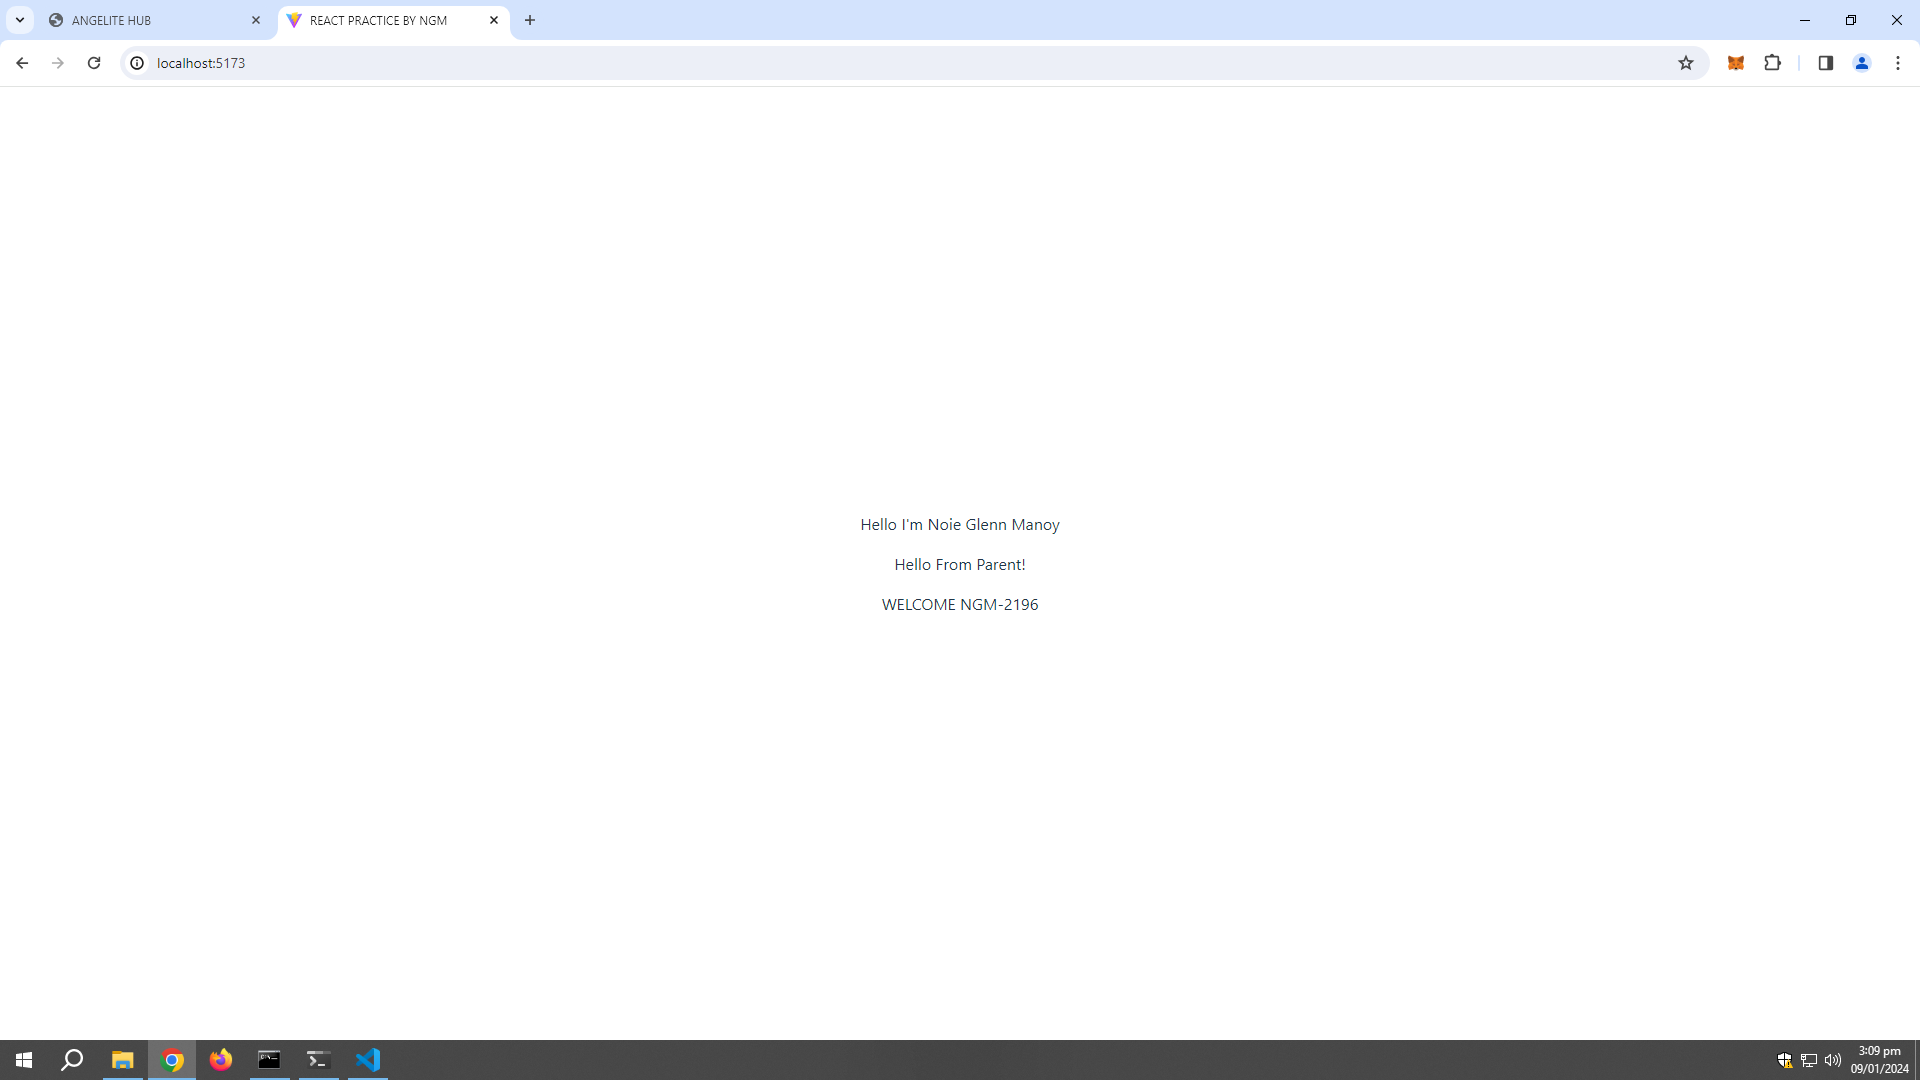 ANGELITE HUB
REACT PRACTICE BY NGM
localhost:5173
Hello I'm Noie Glenn Manoy
Hello From Parent!
WELCOME NGM-2196
3:09 pm
09/01/2024